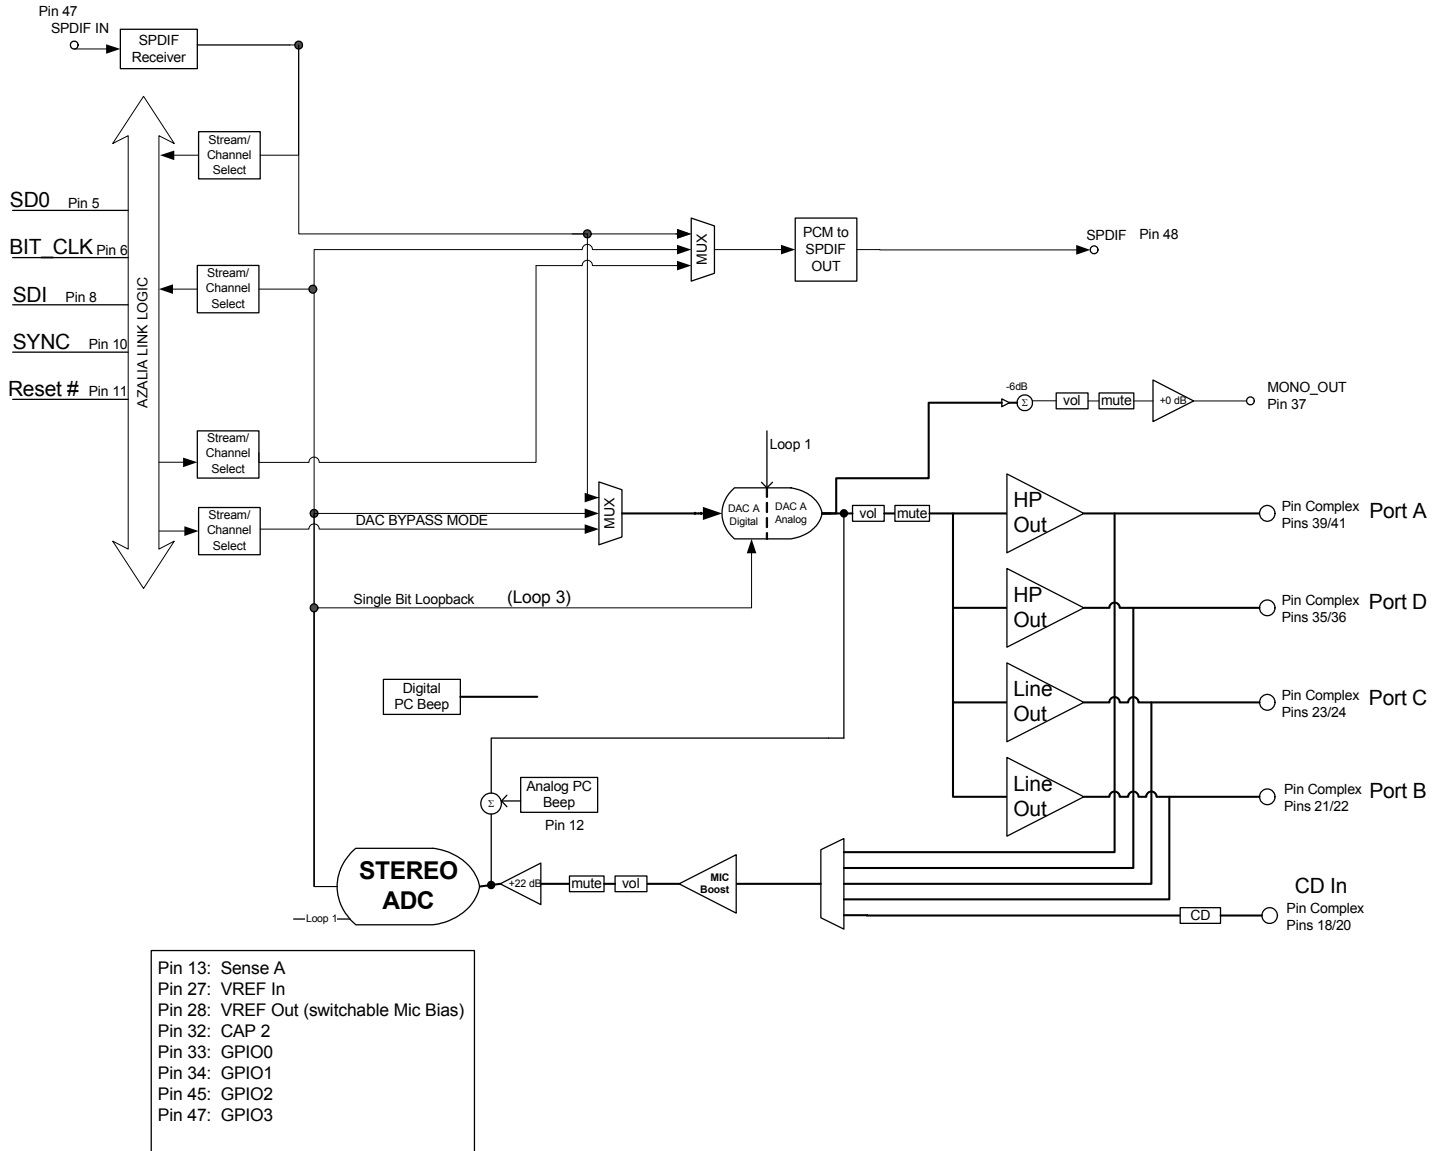 Pin 47
SPDIF IN
SPDIF
Receiver
Stream/
Channel
Select
SD0 Pin 5
BIT_CLK Pin 6
SDI Pin 8
SYNC Pin 10
Reset # Pin 11
AZALIA LINK LOGIC
Stream/
Channel
Select
Stream/
Channel
Select
Stream/
Channel
Select
MUX
PCM to
SPDIF
OUT
SPDIF Pin 48
-6dB
Σ
vol
mute
+0 dB
MONO_OUT
Pin 37
DAC BYPASS MODE
MUX
Loop 1
DAC A
Digital
DAC A
Analog
vol
mute
HP
Out
Pin Complex
Pins 39/41
Port A
Single Bit Loopback (Loop 3)
HP
Out
Pin Complex
Pins 35/36
Port D
Digital
PC Beep
Line
Out
Pin Complex
Pins 23/24
Port C
Σ
Analog PC
Beep
Pin 12
Line
Out
Pin Complex
Pins 21/22
Port B
STEREO
ADC
Loop 1
+22 dB
mute
vol
MIC
Boost
CD
CD In
Pin Complex
Pins 18/20
Pin 13: Sense A
Pin 27: VREF In
Pin 28: VREF Out (switchable Mic Bias)
Pin 32: CAP 2
Pin 33: GPIO0
Pin 34: GPIO1
Pin 45: GPIO2
Pin 47: GPIO3